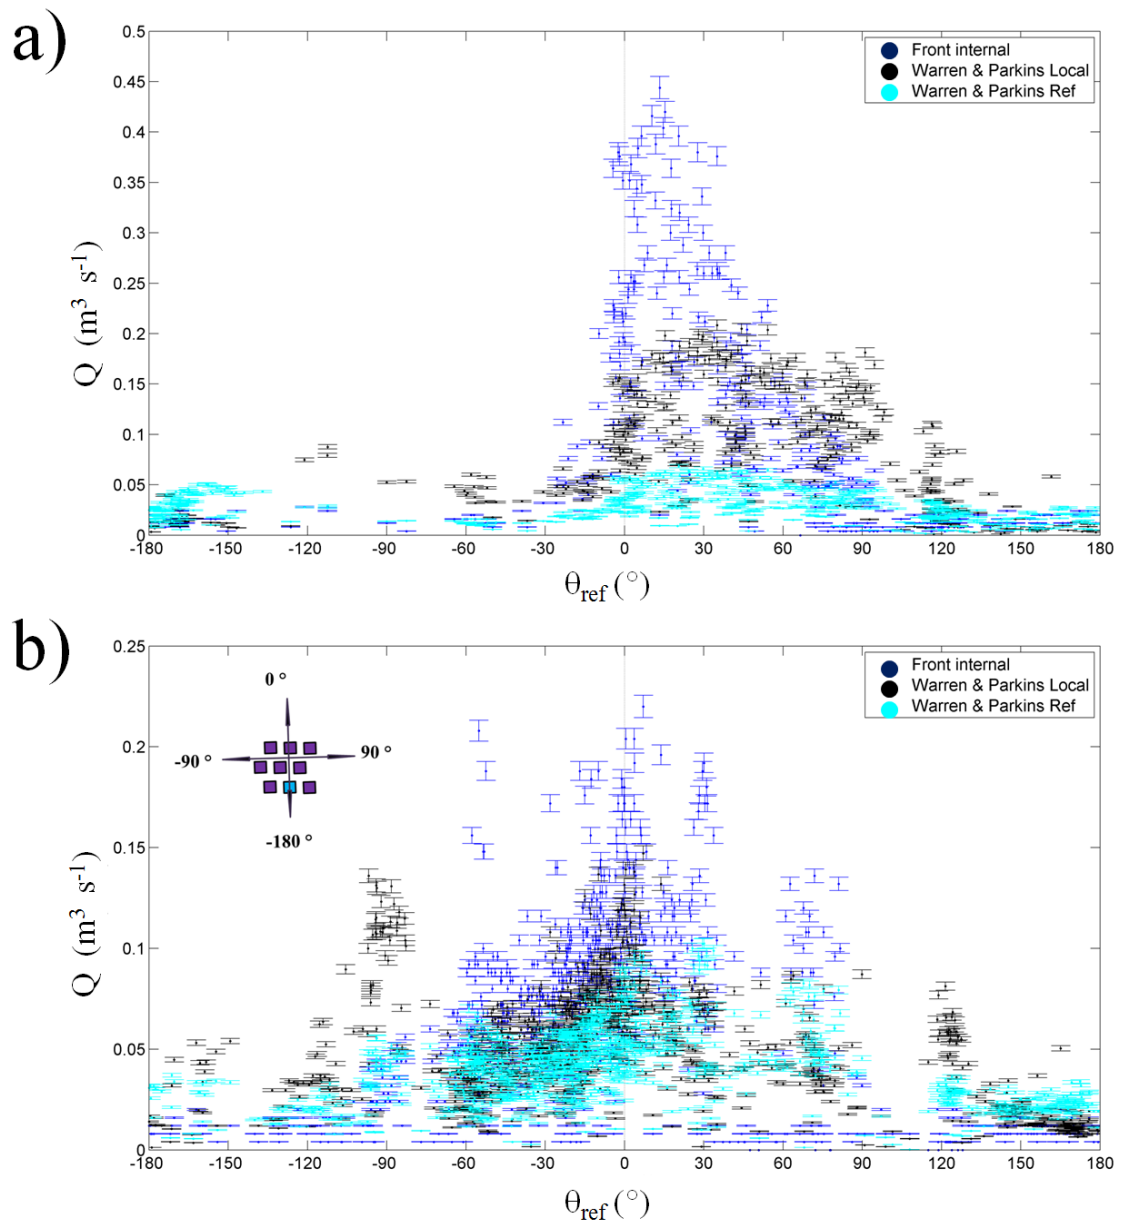 a)
0.5
0.45
0.4
0.35
0.3
0.25
0.2
0.15
0.1
0.05
0
Q (m³ s⁻¹)
Front internal
Warren & Parkins Local
Warren & Parkins Ref
-180 -150 -120 -90 -60 -30 0 30 60 90 120 150 180
θref (°)
b)
0.25
0.2
0.15
0.1
0.05
0
Q (m³ s⁻¹)
0 °
-90 °
90 °
-180 °
Front internal
Warren & Parkins Local
Warren & Parkins Ref
-180 -150 -120 -90 -60 -30 0 30 60 90 120 150 180
θref (°)